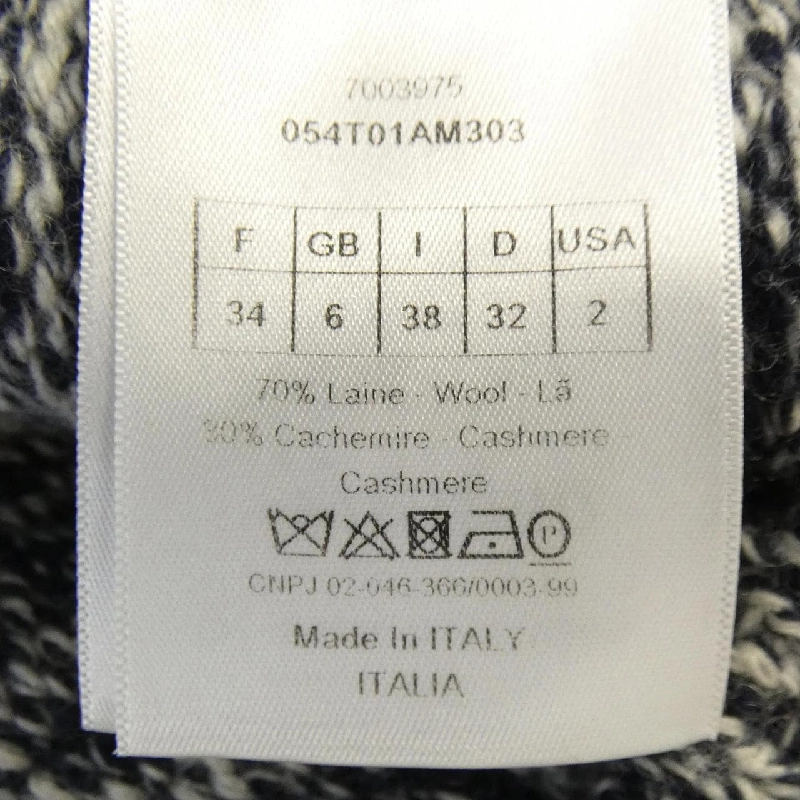 7003975
054T01AM303
F GB I D USA
34 6 38 32 2
70% Laine - Wool - Lã
30% Cachemire - Cashmere
Cashmere
P
CNPJ 02-046-366/0003-99
Made In ITALY
ITALIA